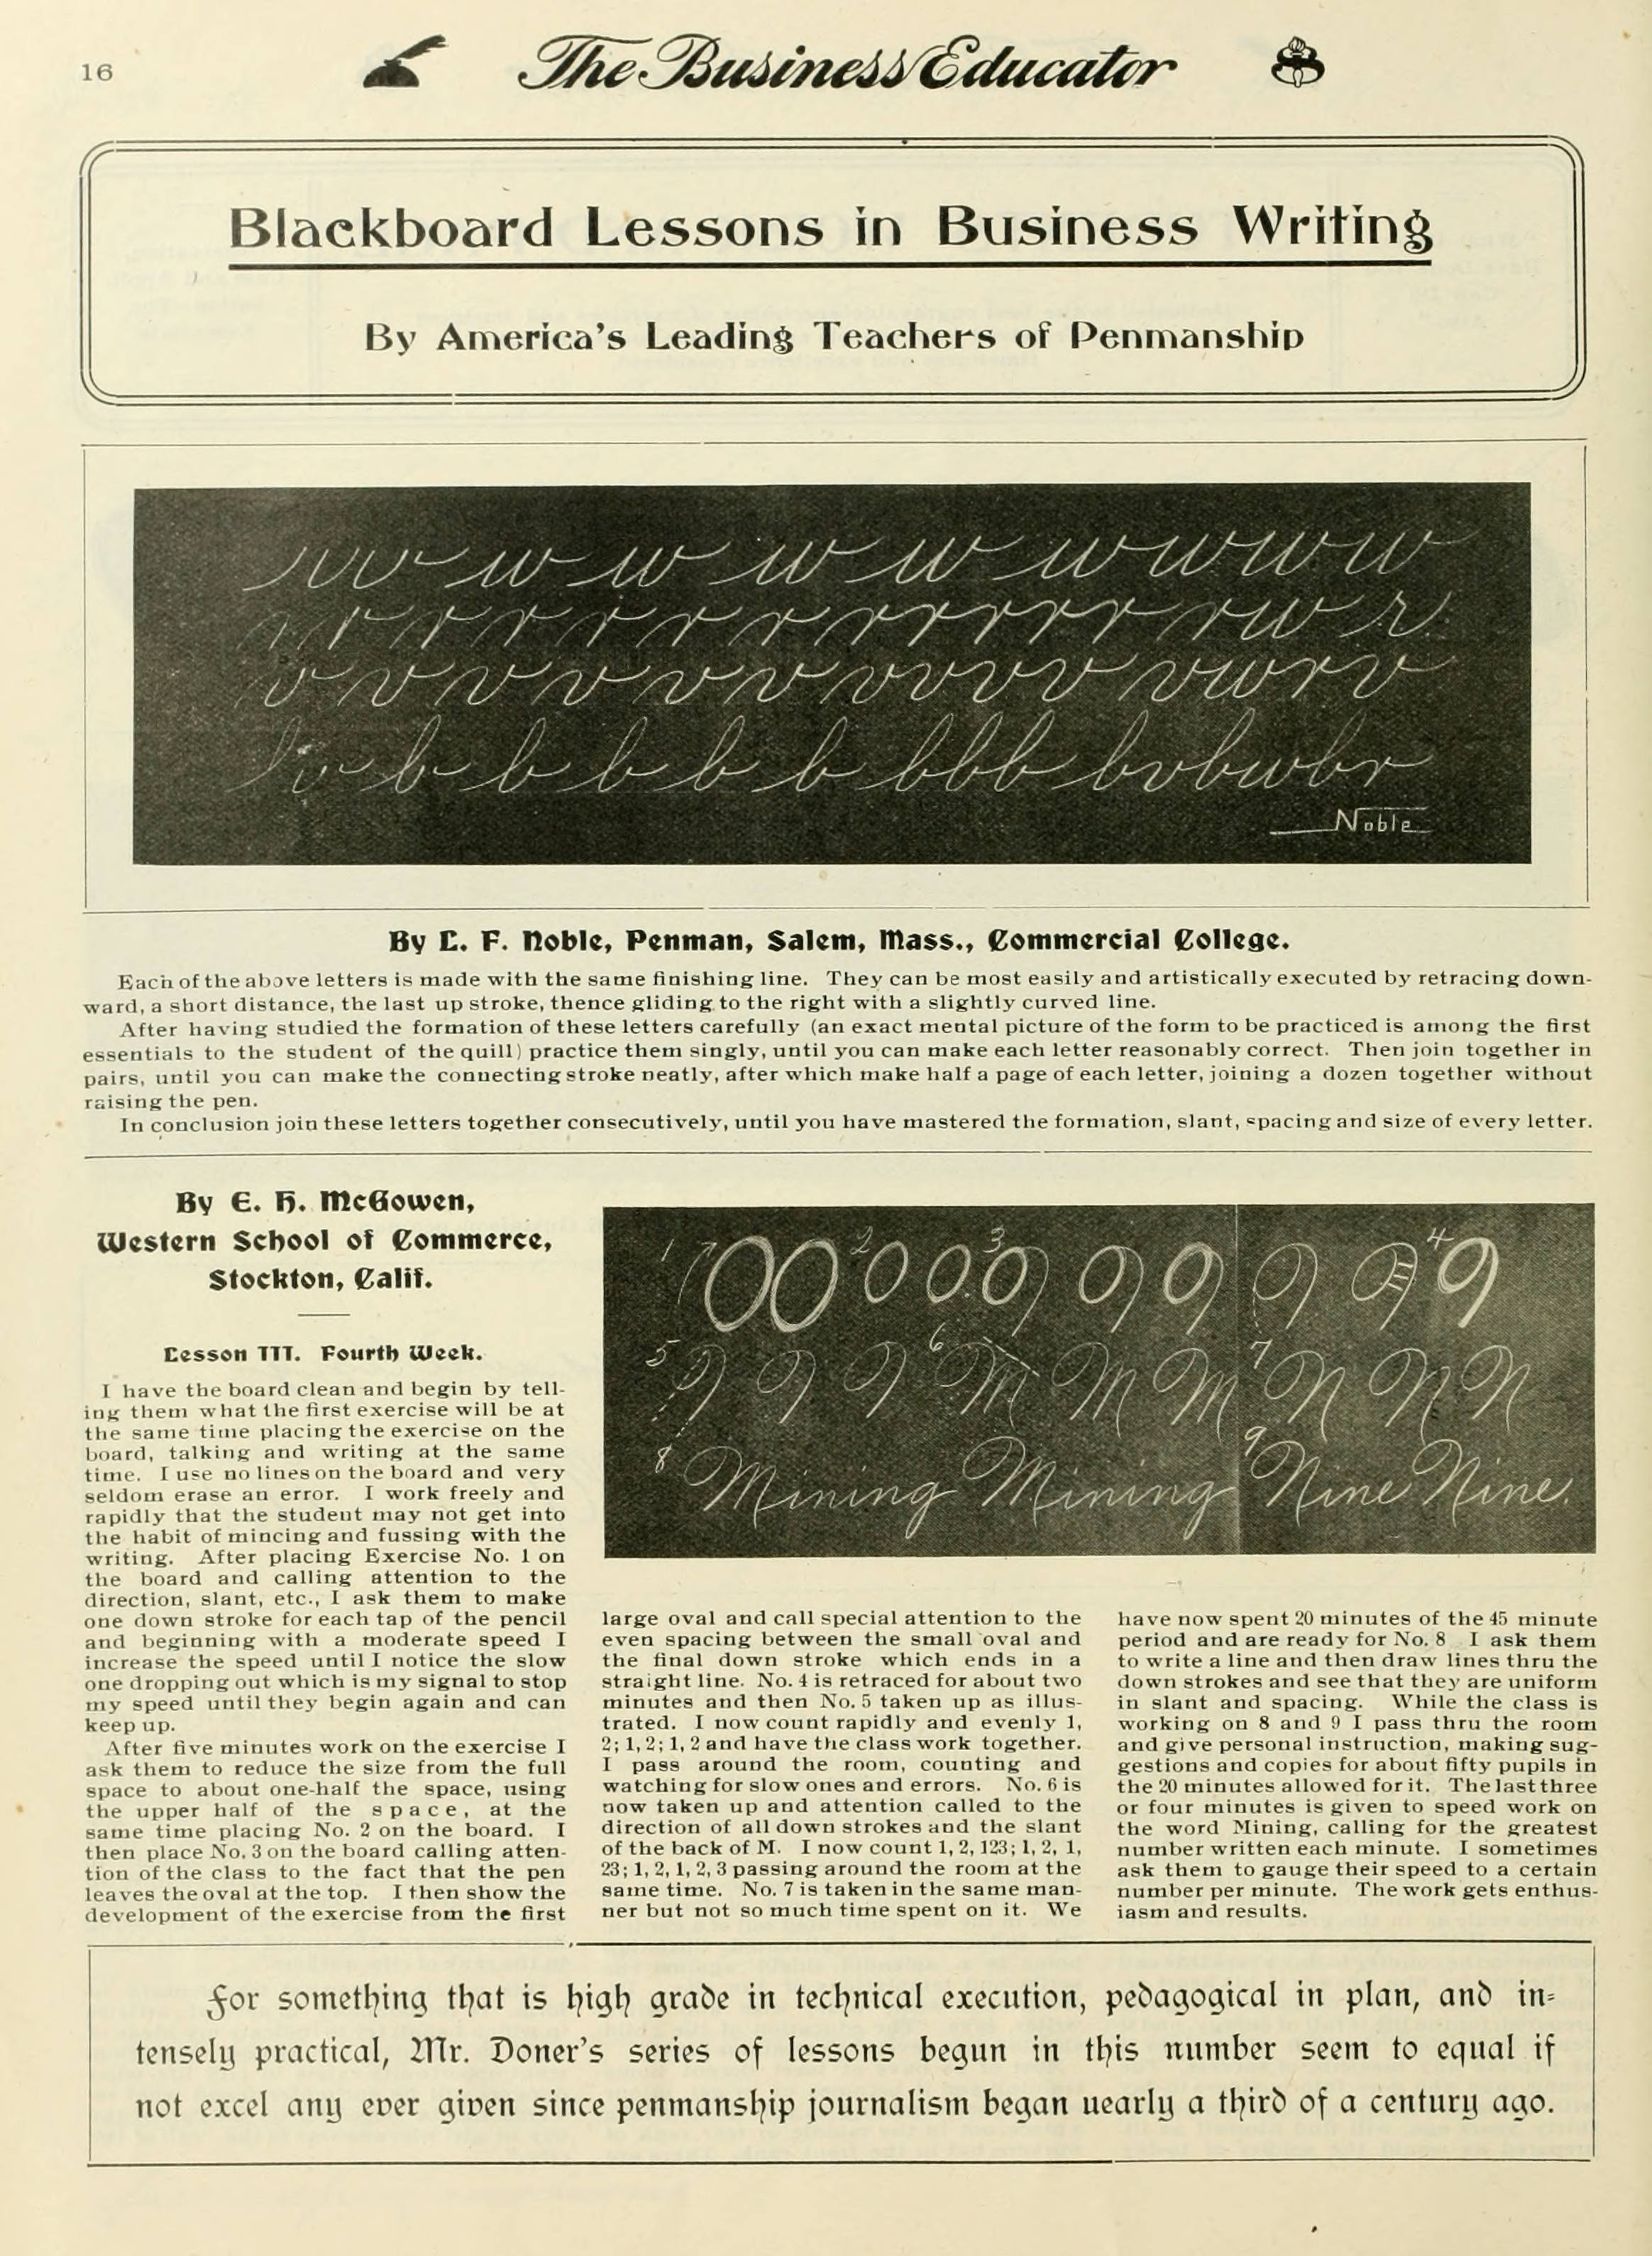 16
The Business Educator
Blackboard Lessons in Business Writing
By America's Leading Teachers of Penmanship
w w w w w w w w w
r r r r r r r r r r r r w r
v v v v v v v v v v v w r v
b b b b b b b b b v b w b r
Noble
By C. F. Noble, Penman, Salem, Mass., Commercial College.
Each of the above letters is made with the same finishing line. They can be most easily and artistically executed by retracing down-
ward, a short distance, the last up stroke, thence gliding to the right with a slightly curved line.
After having studied the formation of these letters carefully (an exact mental picture of the form to be practiced is among the first
essentials to the student of the quill) practice them singly, until you can make each letter reasonably correct. Then join together in
pairs, until you can make the connecting stroke neatly, after which make half a page of each letter, joining a dozen together without
raising the pen.
In conclusion join these letters together consecutively, until you have mastered the formation, slant, spacing and size of every letter.
By E. H. McGowen,
Western School of Commerce,
Stockton, Calif.
Lesson III. Fourth Week.
I have the board clean and begin by tell-
ing them what the first exercise will be at
the same time placing the exercise on the
board, talking and writing at the same
time. I use no lines on the board and very
seldom erase an error. I work freely and
rapidly that the student may not get into
the habit of mincing and fussing with the
writing. After placing Exercise No. 1 on
the board and calling attention to the
direction, slant, etc., I ask them to make
one down stroke for each tap of the pencil
and beginning with a moderate speed I
increase the speed until I notice the slow
one dropping out which is my signal to stop
my speed until they begin again and can
keep up.
After five minutes work on the exercise I
ask them to reduce the size from the full
space to about one-half the space, using
the upper half of the space, at the
same time placing No. 2 on the board. I
then place No. 3 on the board calling atten-
tion of the class to the fact that the pen
leaves the oval at the top. I then show the
development of the exercise from the first
1 2 3 4
5 6 M M M 7 N N N
8 Mining Mining 9 Nine Nine.
large oval and call special attention to the
even spacing between the small oval and
the final down stroke which ends in a
straight line. No. 4 is retraced for about two
minutes and then No. 5 taken up as illus-
trated. I now count rapidly and evenly 1,
2; 1, 2; 1, 2 and have the class work together.
I pass around the room, counting and
watching for slow ones and errors. No. 6 is
now taken up and attention called to the
direction of all down strokes and the slant
of the back of M. I now count 1, 2, 123; 1, 2, 1,
23; 1, 2, 1, 2, 3 passing around the room at the
same time. No. 7 is taken in the same man-
ner but not so much time spent on it. We
have now spent 20 minutes of the 45 minute
period and are ready for No. 8 I ask them
to write a line and then draw lines thru the
down strokes and see that they are uniform
in slant and spacing. While the class is
working on 8 and 9 I pass thru the room
and give personal instruction, making sug-
gestions and copies for about fifty pupils in
the 20 minutes allowed for it. The last three
or four minutes is given to speed work on
the word Mining, calling for the greatest
number written each minute. I sometimes
ask them to gauge their speed to a certain
number per minute. The work gets enthus-
iasm and results.
For something that is high grade in technical execution, pedagogical in plan, and in-
tensely practical, Mr. Doner's series of lessons begun in this number seem to equal if
not excel any ever given since penmanship journalism began uearly a third of a century ago.